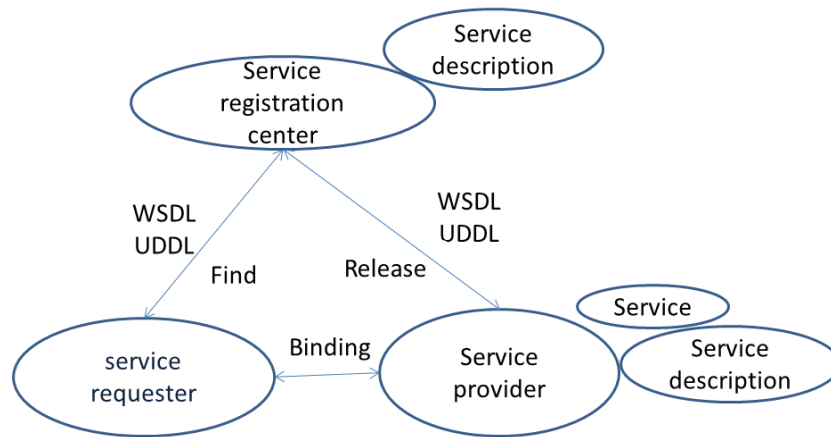 Service
description
Service
registration
center
WSDL
UDDL
Find
WSDL
UDDL
Release
Service
service
requester
Binding
Service
provider
Service
description